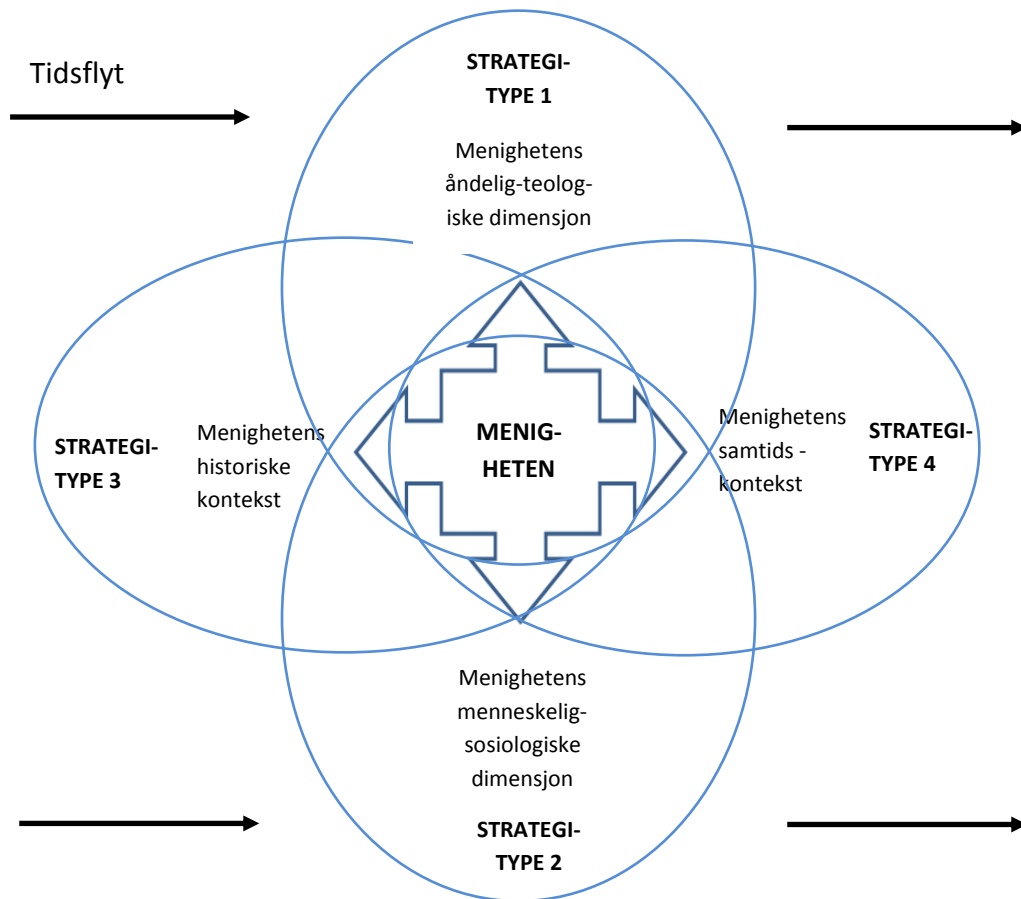 Tidsflyt
STRATEGI-
TYPE 1
Menighetens
åndelig-teolog-
iske dimensjon
STRATEGI-
TYPE 3
Menighetens
historiske
kontekst
MENIG-
HETEN
Menighetens
samtids -
kontekst
STRATEGI-
TYPE 4
Menighetens
menneskelig-
sosiologiske
dimensjon
STRATEGI-
TYPE 2